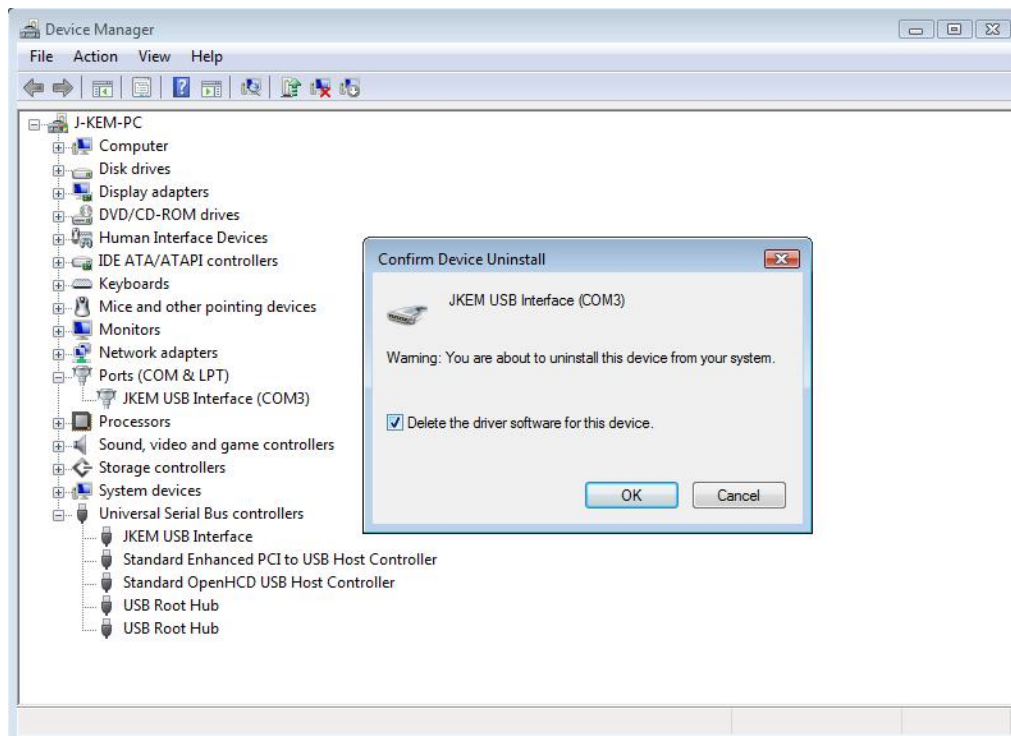 Device Manager
File Action View Help
J-KEM-PC
Computer
Disk drives
Display adapters
DVD/CD-ROM drives
Human Interface Devices
IDE ATA/ATAPI controllers
Keyboards
Mice and other pointing devices
Monitors
Network adapters
Ports (COM & LPT)
JKEM USB Interface (COM3)
Processors
Sound, video and game controllers
Storage controllers
System devices
Universal Serial Bus controllers
JKEM USB Interface
Standard Enhanced PCI to USB Host Controller
Standard OpenHCD USB Host Controller
USB Root Hub
USB Root Hub
Confirm Device Uninstall
JKEM USB Interface (COM3)
Warning: You are about to uninstall this device from your system.
Delete the driver software for this device.
OK Cancel